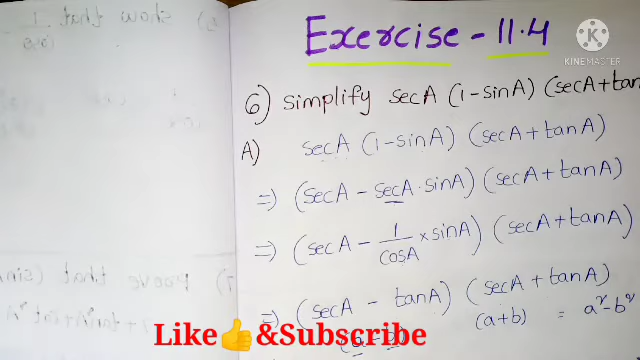 Exercise - 11.4
KINEMASTER
6) Simplify secA (1-sinA) (secA+tan
A) secA (1-sinA) (secA+tanA)
=> (secA - secA·sinA) (secA+tanA)
=> (secA - 1/cosA × sinA) (secA+tanA)
=> (secA - tanA) (secA+tanA)
(a+b) = a²-b²
Like👍&Subscribe